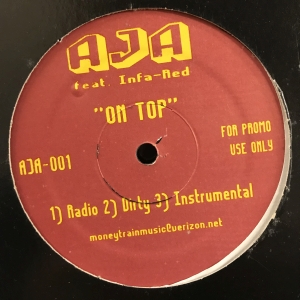 AJA
feat. Infa-Red
"ON TOP"
AJA-001
FOR PROMO
USE ONLY
1) Radio 2) Dirty 3) Instrumental
moneytrainmusic@verizon.net